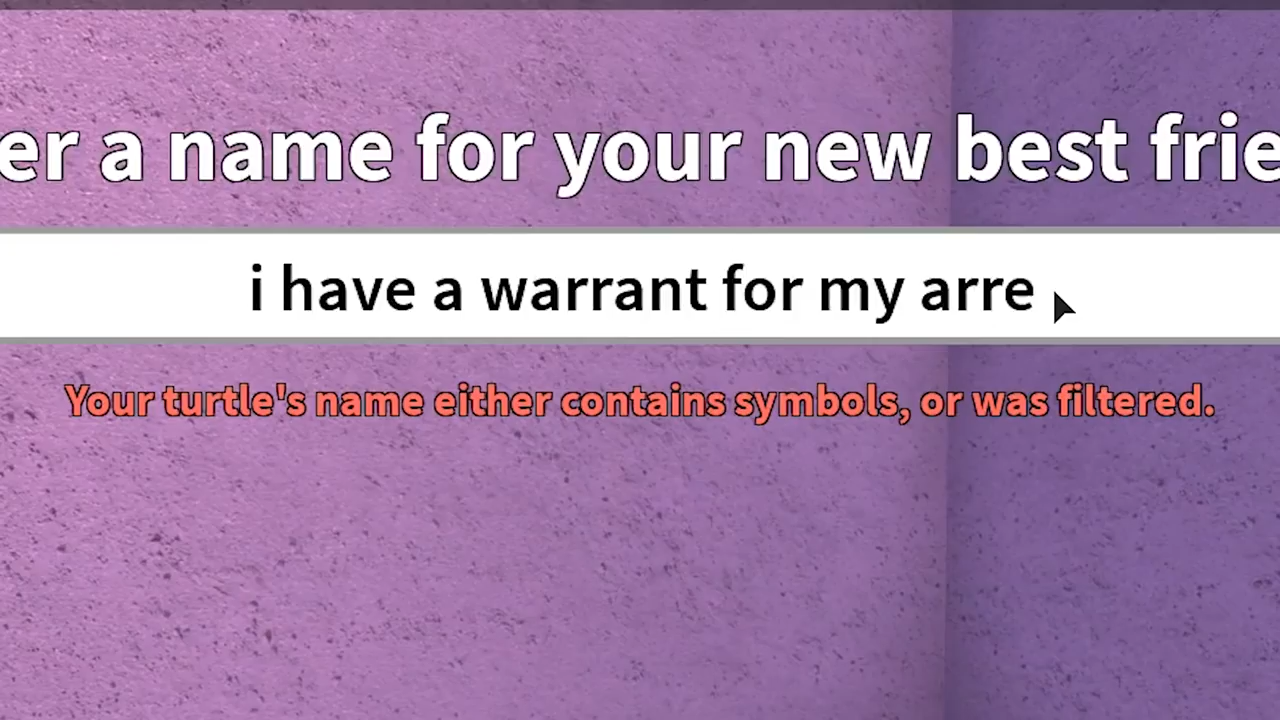 er a name for your new best frie
i have a warrant for my arre
Your turtle's name either contains symbols, or was filtered.